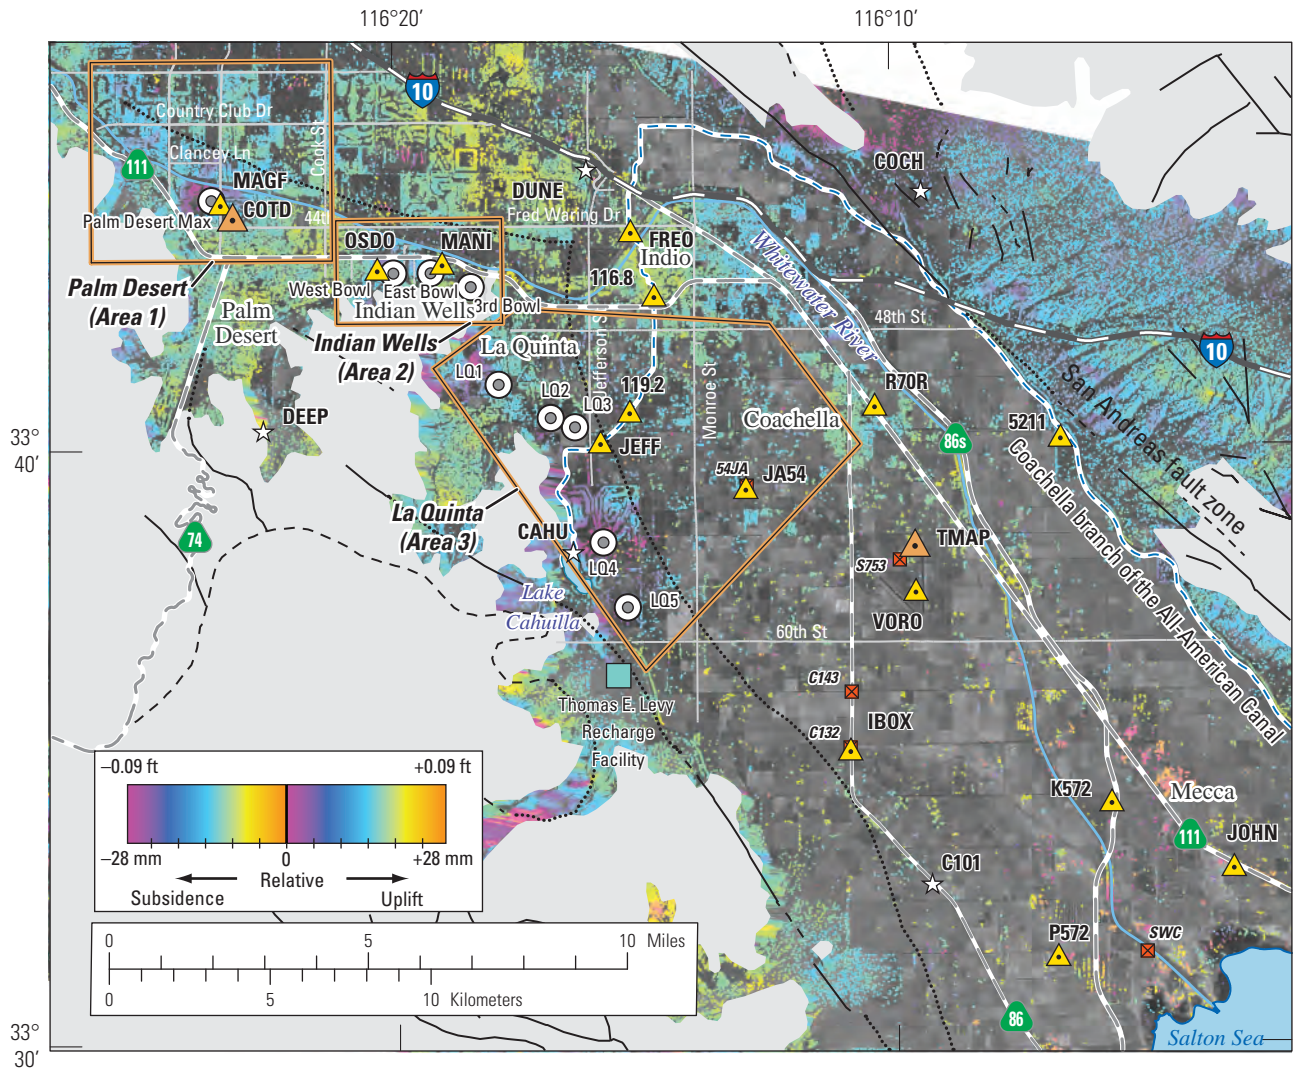 116°20′
116°10′
10
Country Club Dr
Cook St
COCH
111
Clancey Ln
MAGF
DUNE
COTD
Palm Desert Max
44th
Fred Waring Dr
OSDO
MANI
FREO
Indio
Whitewater River
116.8
Palm Desert
(Area 1)
West Bowl
East Bowl
3rd Bowl
Indian Wells
Palm
Desert
48th St
10
Indian Wells
(Area 2)
La Quinta
Jefferson St
Monroe St
LQ1
LQ2
LQ3
119.2
R70R
San Andreas fault zone
DEEP
Coachella
5211
33°
40′
JEFF
86s
Coachella branch of the All-American Canal
54JA
JA54
La Quinta
(Area 3)
CAHU
74
TMAP
LQ4
S753
Lake
Cahuilla
LQ5
VORO
60th St
C143
Thomas E. Levy
Recharge
Facility
IBOX
C132
–0.09 ft
+0.09 ft
K572
Mecca
111
JOHN
–28 mm
0
+28 mm
Relative
Subsidence
Uplift
C101
0
5
10 Miles
P572
SWC
0
5
10 Kilometers
86
33°
30′
Salton Sea